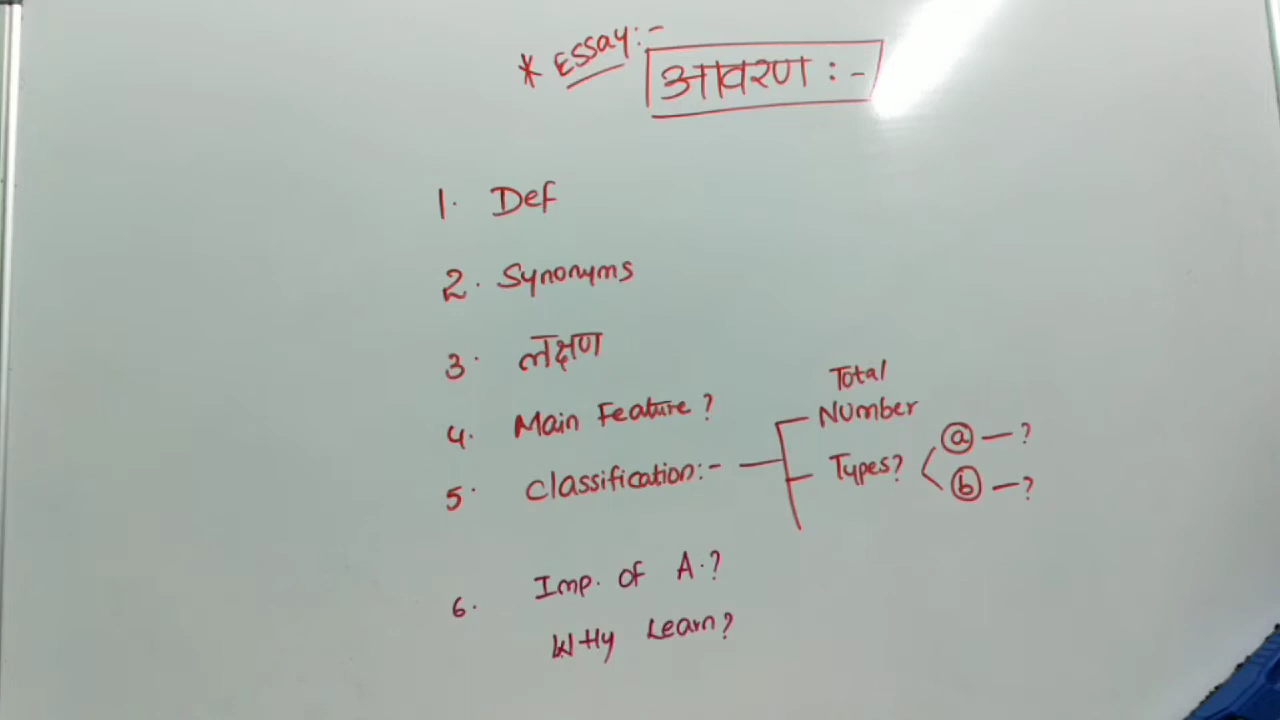 * Essay:-
आवरण :-
1. Def
2. Synonyms
3. लक्षण
4. Main Feature?
5. Classification:-
Total
Number
Types?
ⓐ — ?
ⓑ — ?
6. Imp. of A.?
WHy Learn?